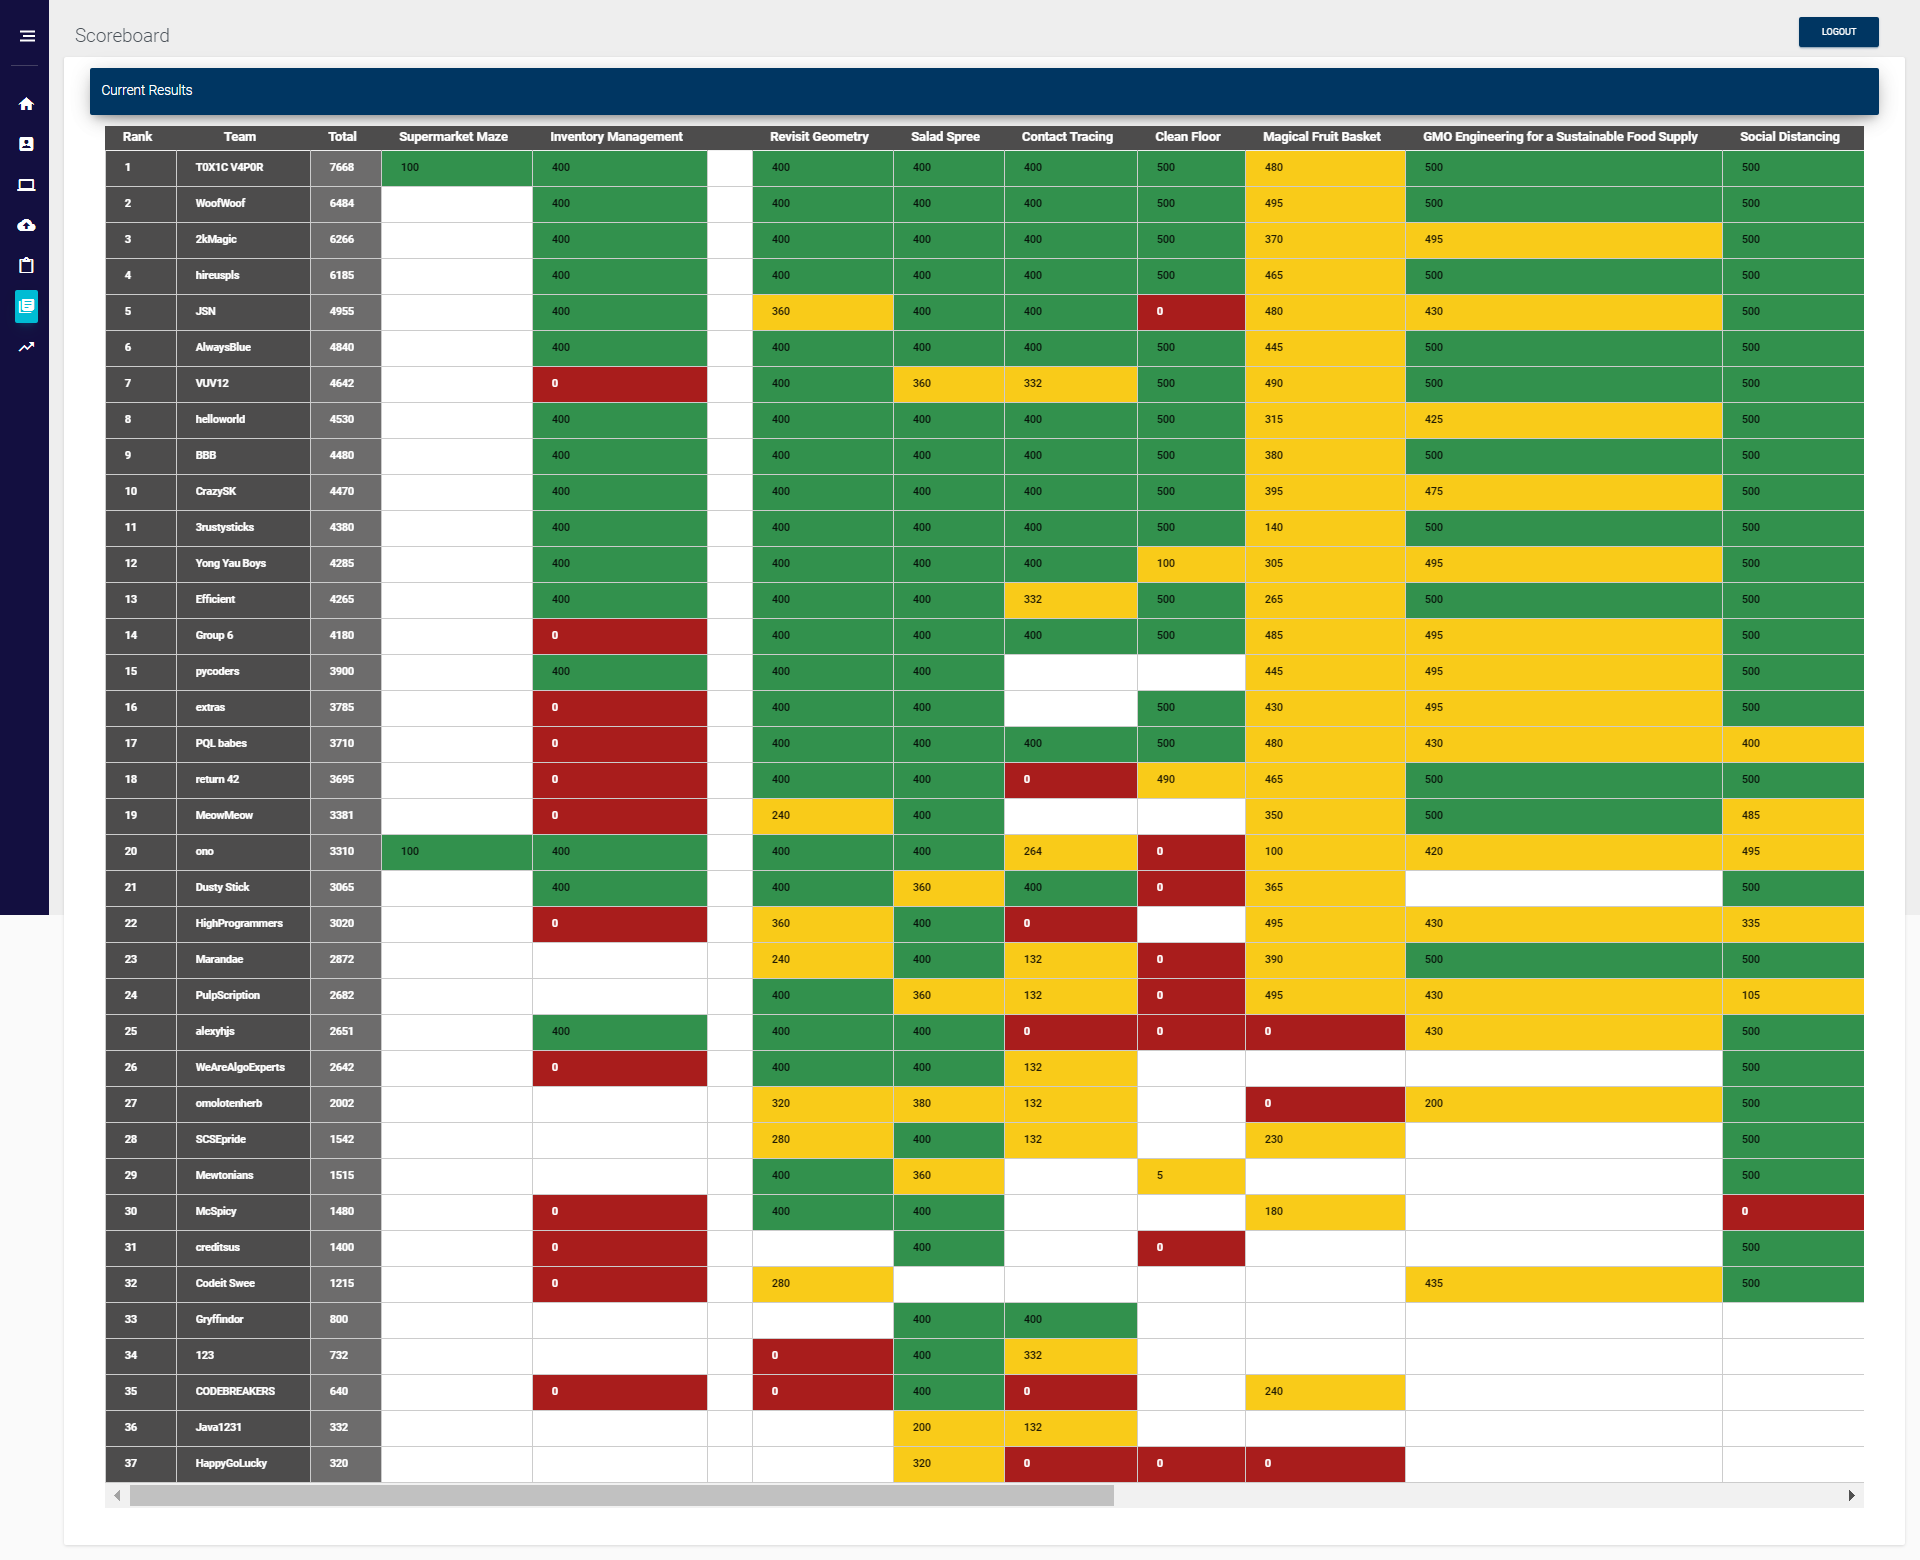 Scoreboard
LOGOUT
Current Results
Rank Team Total Supermarket Maze Inventory Management Revisit Geometry Salad Spree Contact Tracing Clean Floor Magical Fruit Basket GMO Engineering for a Sustainable Food Supply Social Distancing
1 T0X1C V4P0R 7668 100 400 400 400 400 500 480 500 500
2 WoofWoof 6484 400 400 400 400 500 495 500 500
3 2kMagic 6266 400 400 400 400 500 370 495 500
4 hireuspls 6185 400 400 400 400 500 465 500 500
5 JSN 4955 400 360 400 400 0 480 430 500
6 AlwaysBlue 4840 400 400 400 400 500 445 500 500
7 VUV12 4642 0 400 360 332 500 490 500 500
8 helloworld 4530 400 400 400 400 500 315 425 500
9 BBB 4480 400 400 400 400 500 380 500 500
10 CrazySK 4470 400 400 400 400 500 395 475 500
11 3rustysticks 4380 400 400 400 400 500 140 500 500
12 Yong Yau Boys 4285 400 400 400 400 100 305 495 500
13 Efficient 4265 400 400 400 332 500 265 500 500
14 Group 6 4180 0 400 400 400 500 485 495 500
15 pycoders 3900 400 400 400 445 495 500
16 extras 3785 0 400 400 500 430 495 500
17 PQL babes 3710 0 400 400 400 500 480 430 400
18 return 42 3695 0 400 400 0 490 465 500 500
19 MeowMeow 3381 0 240 400 350 500 485
20 ono 3310 100 400 400 400 264 0 100 420 495
21 Dusty Stick 3065 400 400 360 400 0 365 500
22 HighProgrammers 3020 0 360 400 0 495 430 335
23 Marandae 2872 240 400 132 0 390 500 500
24 PulpScription 2682 400 360 132 0 495 430 105
25 alexyhjs 2651 400 400 400 0 0 0 430 500
26 WeAreAlgoExperts 2642 0 400 400 132 500
27 omolotenherb 2002 320 380 132 0 200 500
28 SCSEpride 1542 280 400 132 230 500
29 Mewtonians 1515 400 360 5 500
30 McSpicy 1480 0 400 400 180 0
31 creditsus 1400 0 400 0 500
32 Codeit Swee 1215 0 280 435 500
33 Gryffindor 800 400 400
34 123 732 0 400 332
35 CODEBREAKERS 640 0 0 400 0 240
36 Java1231 332 200 132
37 HappyGoLucky 320 320 0 0 0